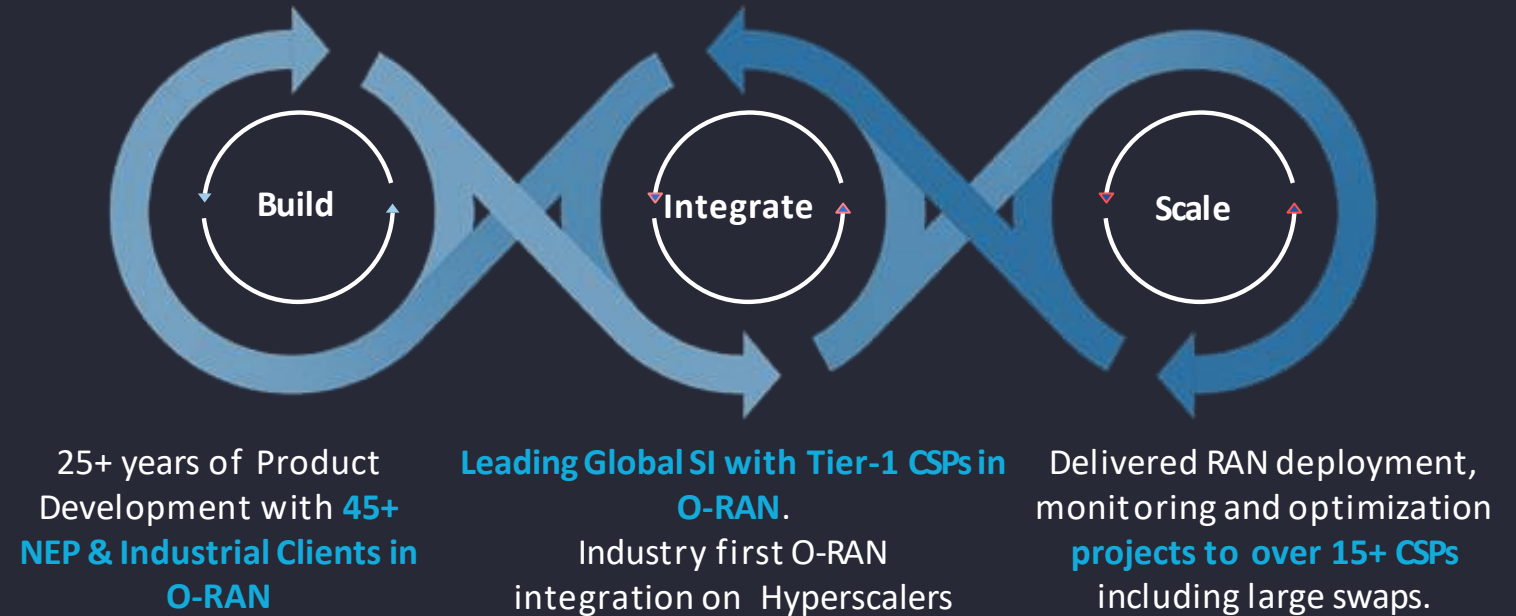 Build
Integrate
Scale
25+ years of Product
Development with 45+
NEP & Industrial Clients in
O-RAN
Leading Global SI with Tier-1 CSPs in
O-RAN.
Industry first O-RAN
integration on Hyperscalers
Delivered RAN deployment,
monitoring and optimization
projects to over 15+ CSPs
including large swaps.